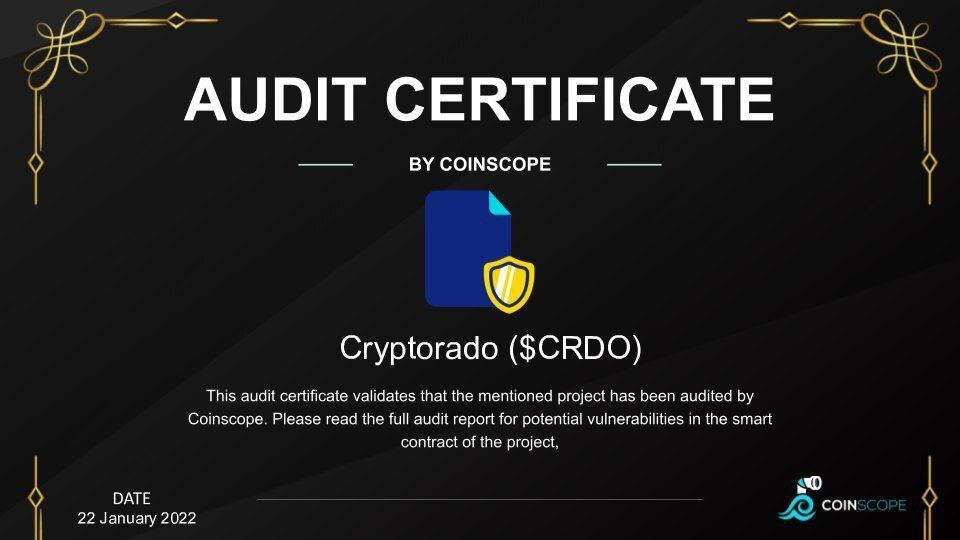 AUDIT CERTIFICATE
BY COINSCOPE
Cryptorado ($CRDO)
This audit certificate validates that the mentioned project has been audited by
Coinscope. Please read the full audit report for potential vulnerabilities in the smart
contract of the project,
DATE
22 January 2022
COINSCOPE